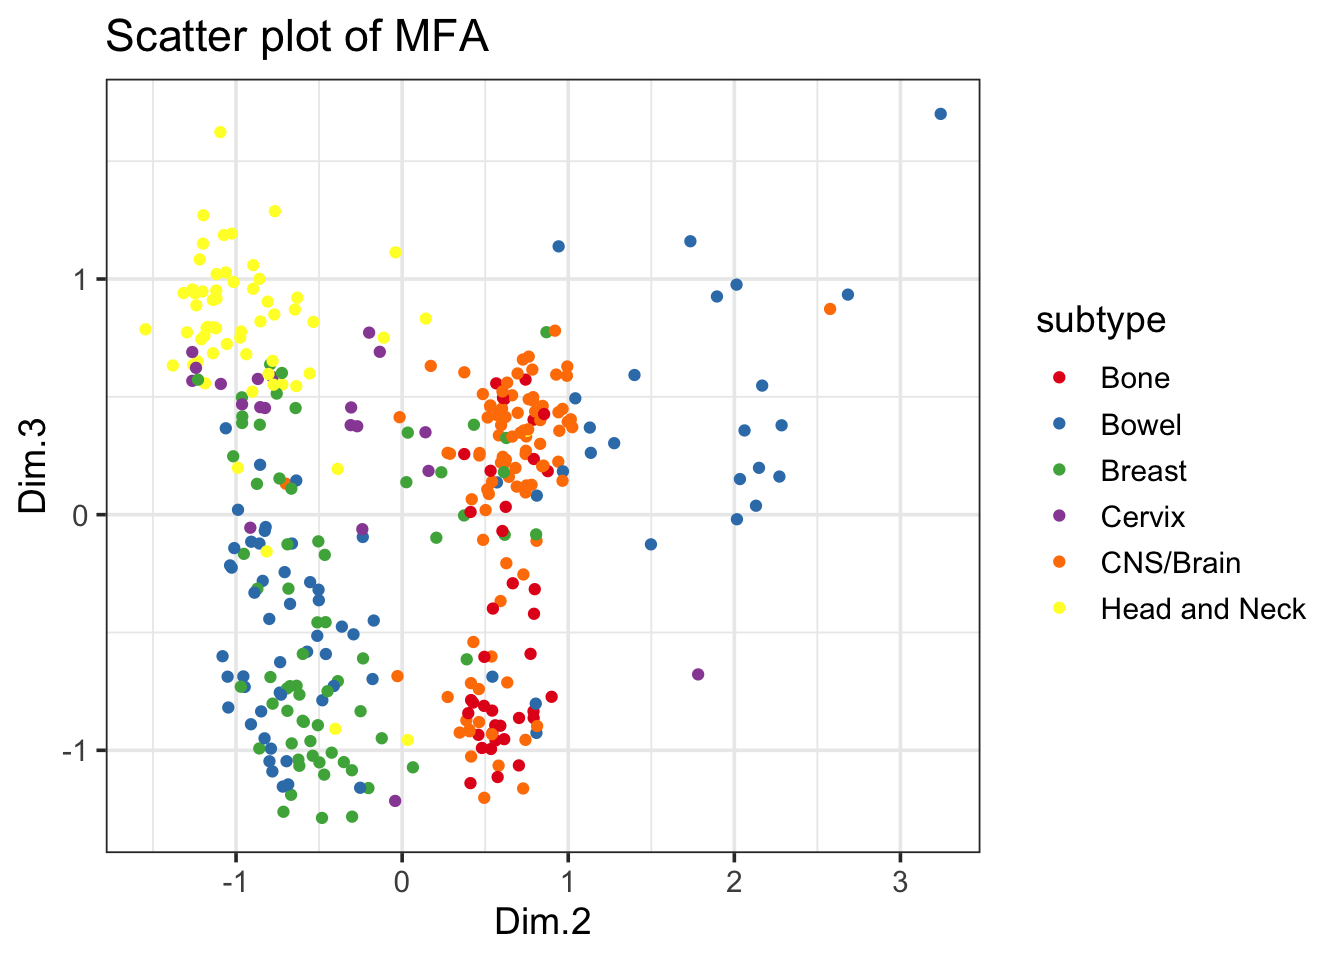 Scatter plot of MFA
1
0
-1
Dim.3
-1 0 1 2 3
Dim.2
subtype
Bone
Bowel
Breast
Cervix
CNS/Brain
Head and Neck